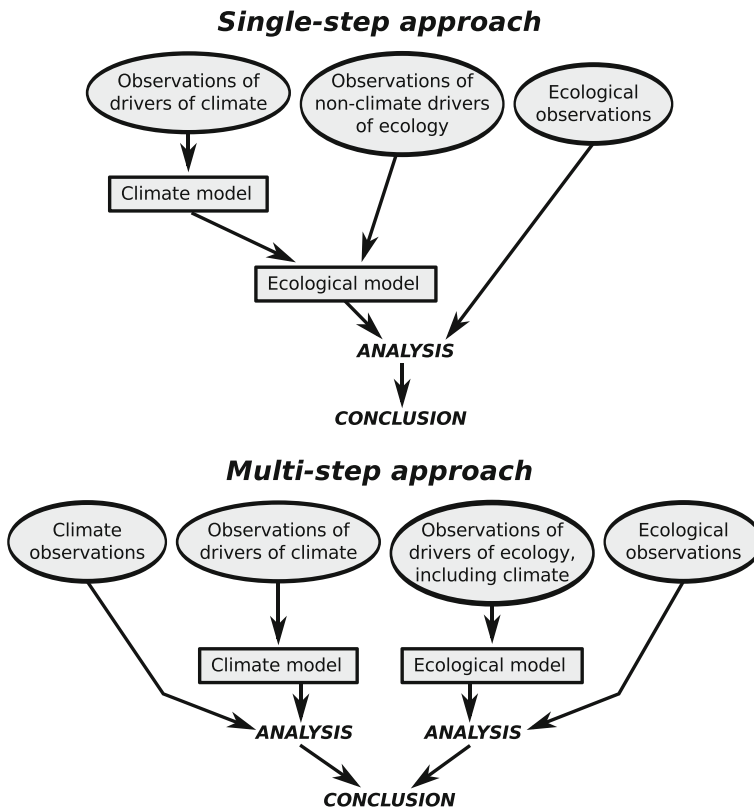 Single-step approach
Observations of
drivers of climate
Observations of
non-climate drivers
of ecology
Ecological
observations
Climate model
Ecological model
ANALYSIS
CONCLUSION
Multi-step approach
Climate
observations
Observations of
drivers of climate
Observations of
drivers of ecology,
including climate
Ecological
observations
Climate model
Ecological model
ANALYSIS
ANALYSIS
CONCLUSION